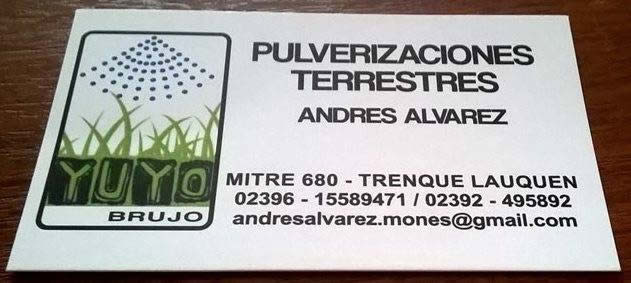 PULVERIZACIONES
TERRESTRES
ANDRES ALVAREZ
YUYO
BRUJO
MITRE 680 - TRENQUE LAUQUEN
02396 - 15589471 / 02392 - 495892
andresalvarez.mones@gmail.com